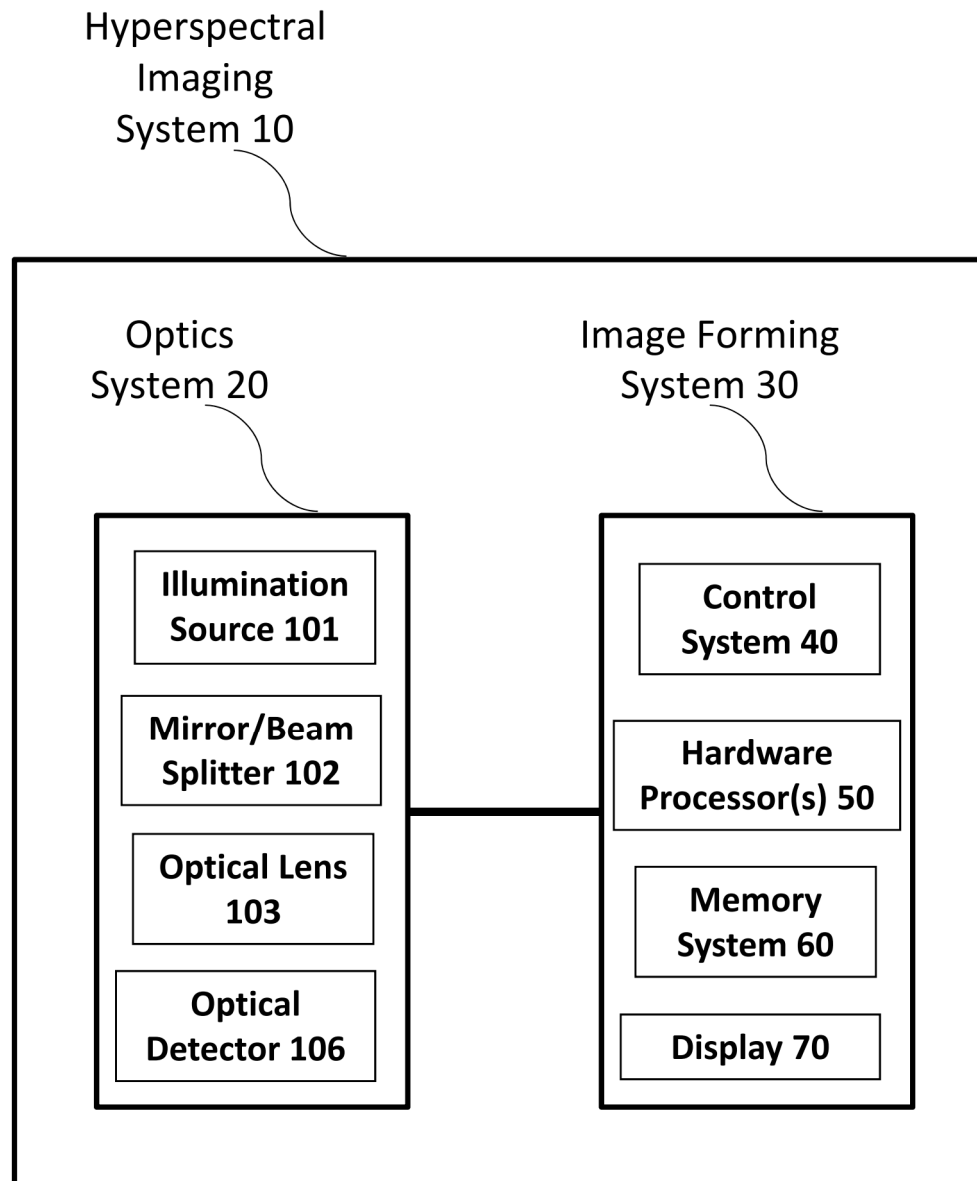 Hyperspectral
Imaging
System 10
Optics
System 20
Image Forming
System 30
Illumination
Source 101
Mirror/Beam
Splitter 102
Optical Lens
103
Optical
Detector 106
Control
System 40
Hardware
Processor(s) 50
Memory
System 60
Display 70